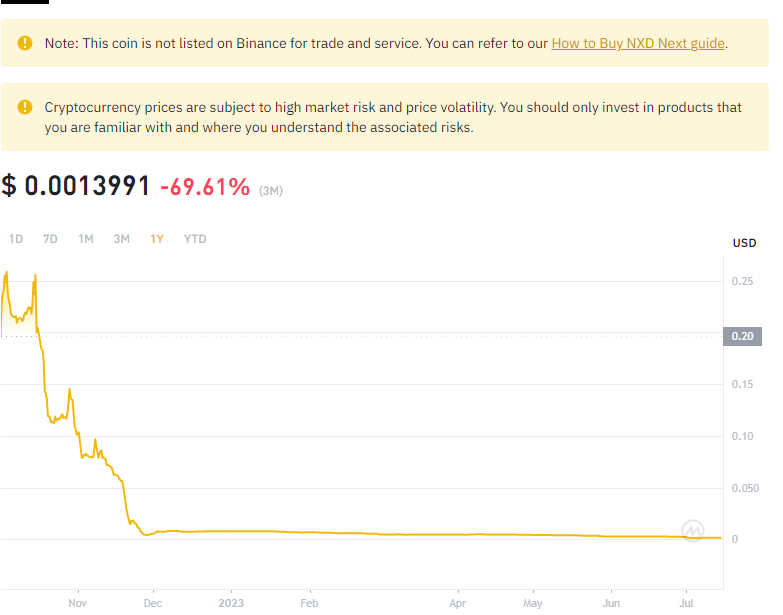 Note: This coin is not listed on Binance for trade and service. You can refer to our How to Buy NXD Next guide.
Cryptocurrency prices are subject to high market risk and price volatility. You should only invest in products that
you are familiar with and where you understand the associated risks.
$ 0.0013991 -69.61% (3M)
1D 7D 1M 3M 1Y YTD
USD
0.25
0.20
0.15
0.10
0.050
0
Nov Dec 2023 Feb Apr May Jun Jul